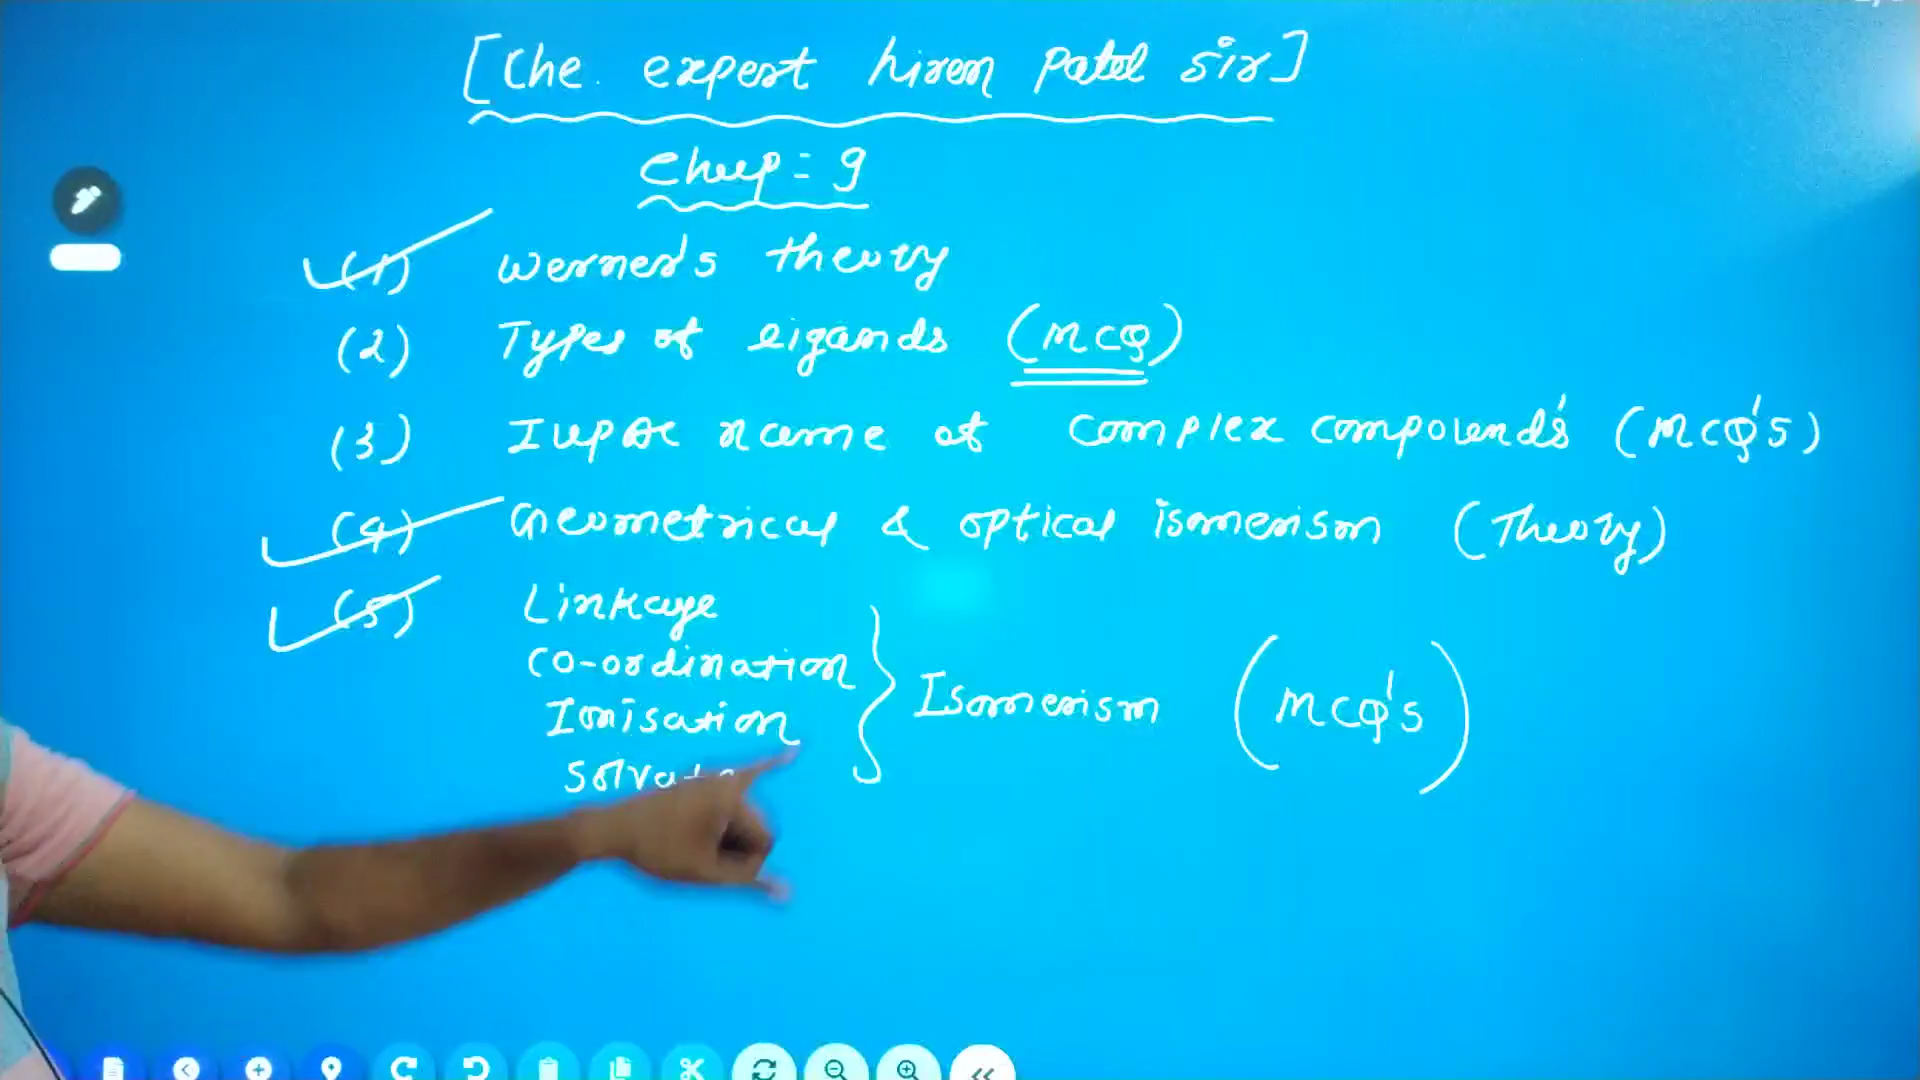 [Che. expert hiren Patel sir]
Chap = 9
(1) Werner's theory
(2) Types of ligands (MCQ)
(3) IUPAC name of complex compounds' (MCQ's)
(4) Geometrical & optical isomerism (Theory)
(5) Linkage
Co-ordination
Ionisation
Isomerism (MCQ's)